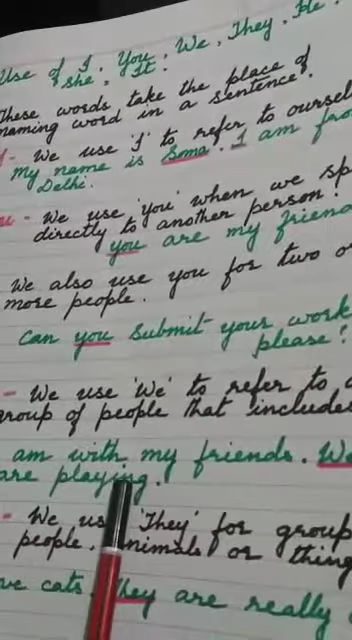 Use of I, You, We, They, He
She, It.
These words take the place of
naming word in a sentence.
I - We use 'I' to refer to oursel
My name is Soma. I am fro
Delhi.
- We use 'you' when we sp
directly to another person!
you are my friend
We also use you for two o
more people.
Can you submit your work
please!
- We use 'We' to refer to a
group of people that include
am with my friends. We
are playing.
- We us 'They' for group
people, animals or thing
ve cats. They are really